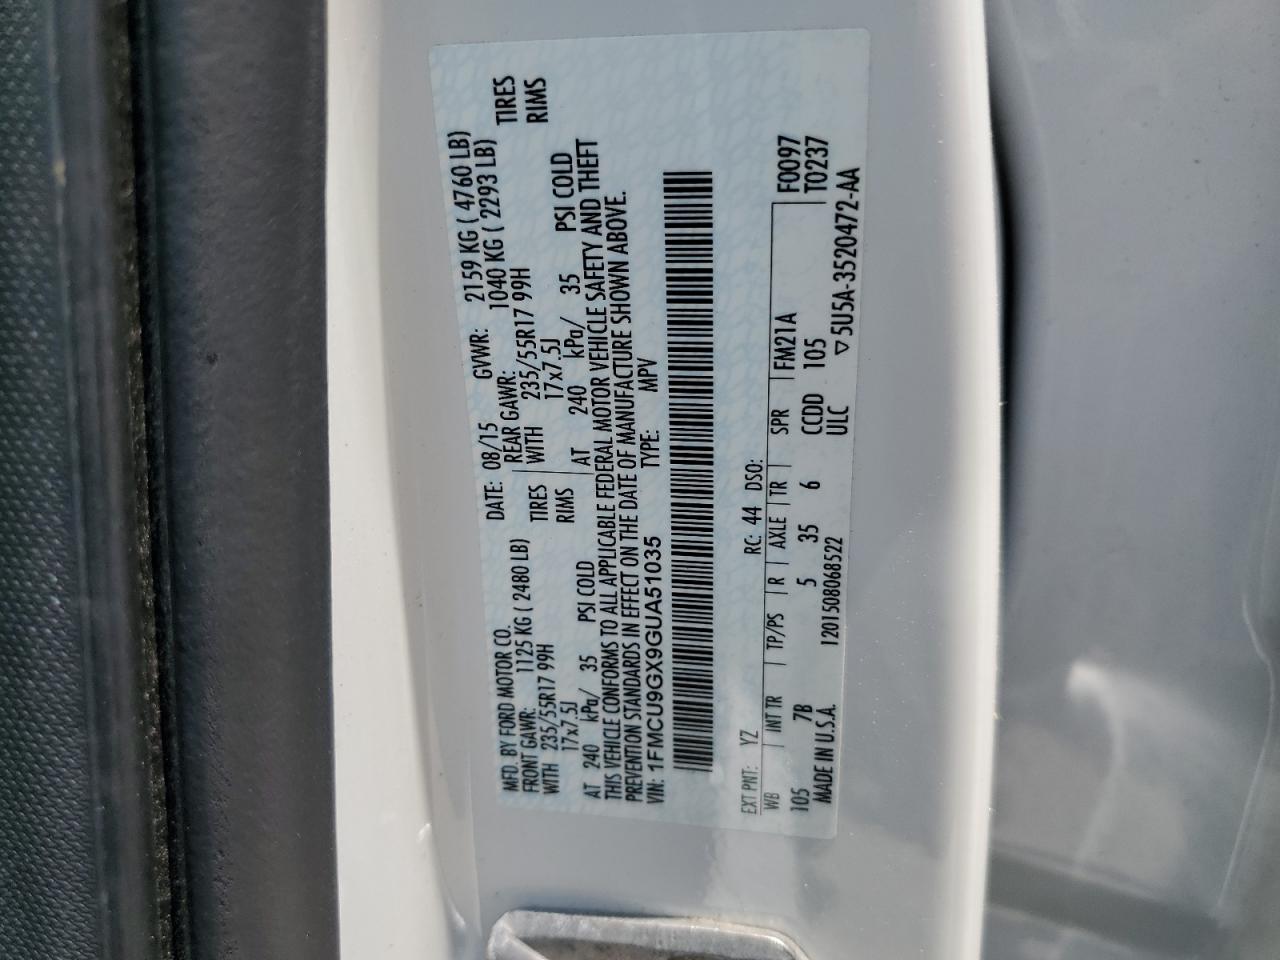 MFD. BY FORD MOTOR CO.
DATE: 08/15 GVWR: 2159 KG ( 4760 LB)
FRONT GAWR: 1125 KG ( 2480 LB) REAR GAWR: 1040 KG ( 2293 LB)
WITH 235/55R17 99H TIRES WITH 235/55R17 99H TIRES
17x7.5J RIMS 17x7.5J RIMS
AT 240 kPa/ 35 PSI COLD AT 240 kPa/ 35 PSI COLD
THIS VEHICLE CONFORMS TO ALL APPLICABLE FEDERAL MOTOR VEHICLE SAFETY AND THEFT
PREVENTION STANDARDS IN EFFECT ON THE DATE OF MANUFACTURE SHOWN ABOVE.
VIN: 1FMCU9GX9GUA51035 TYPE: MPV
EXT PNT: YZ RC: 44 DSO: F0097
WB INT TR TP/PS R AXLE TR SPR FM21A T0237
105 7B 5 35 6 CCDD 105
MADE IN U.S.A. 120150806852​2 ULC ▽5U5A-3520472-AA